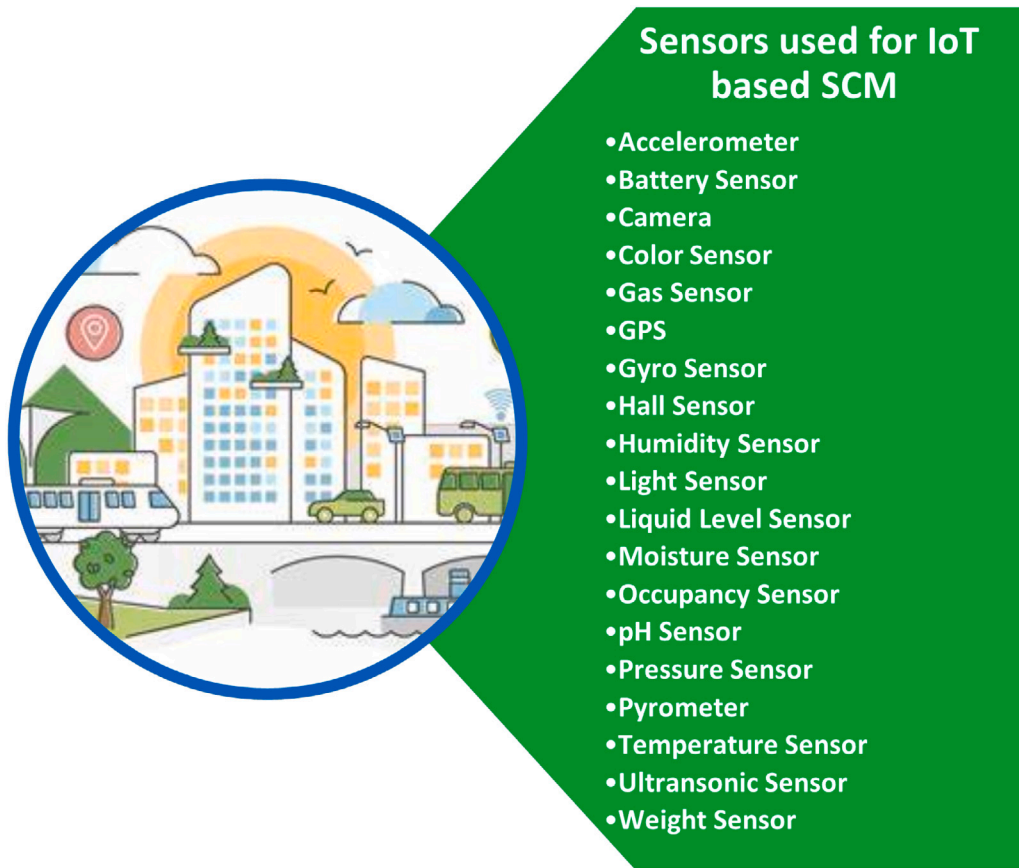 Sensors used for IoT
based SCM
•Accelerometer
•Battery Sensor
•Camera
•Color Sensor
•Gas Sensor
•GPS
•Gyro Sensor
•Hall Sensor
•Humidity Sensor
•Light Sensor
•Liquid Level Sensor
•Moisture Sensor
•Occupancy Sensor
•pH Sensor
•Pressure Sensor
•Pyrometer
•Temperature Sensor
•Ultransonic Sensor
•Weight Sensor